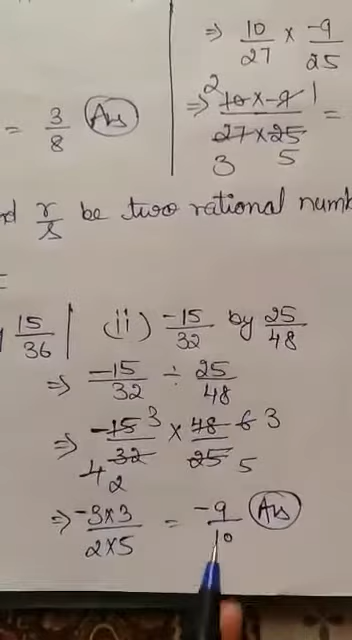 = 3/8 Ans
⇒ 10/27 × -9/25
⇒ 2 10 × -9 1 / 27 × 25 =
3 5
r/s be two rational numb
15/36 | (ii) -15/32 by 25/48
⇒ -15/32 ÷ 25/48
⇒ -15 3 / 32 × 48 6 3 / 25 5
4 2
⇒ -3×3 / 2×5 = -9/10 Ans